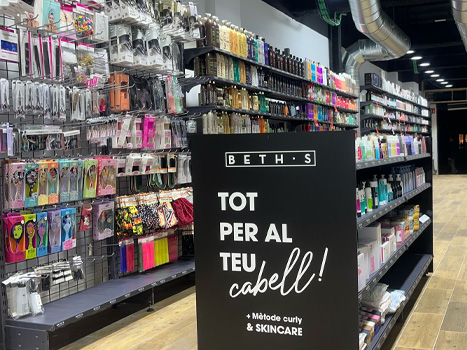 BETH·S
TOT
PER AL
TEU
cabell!
+ Mètode curly
& SKINCARE